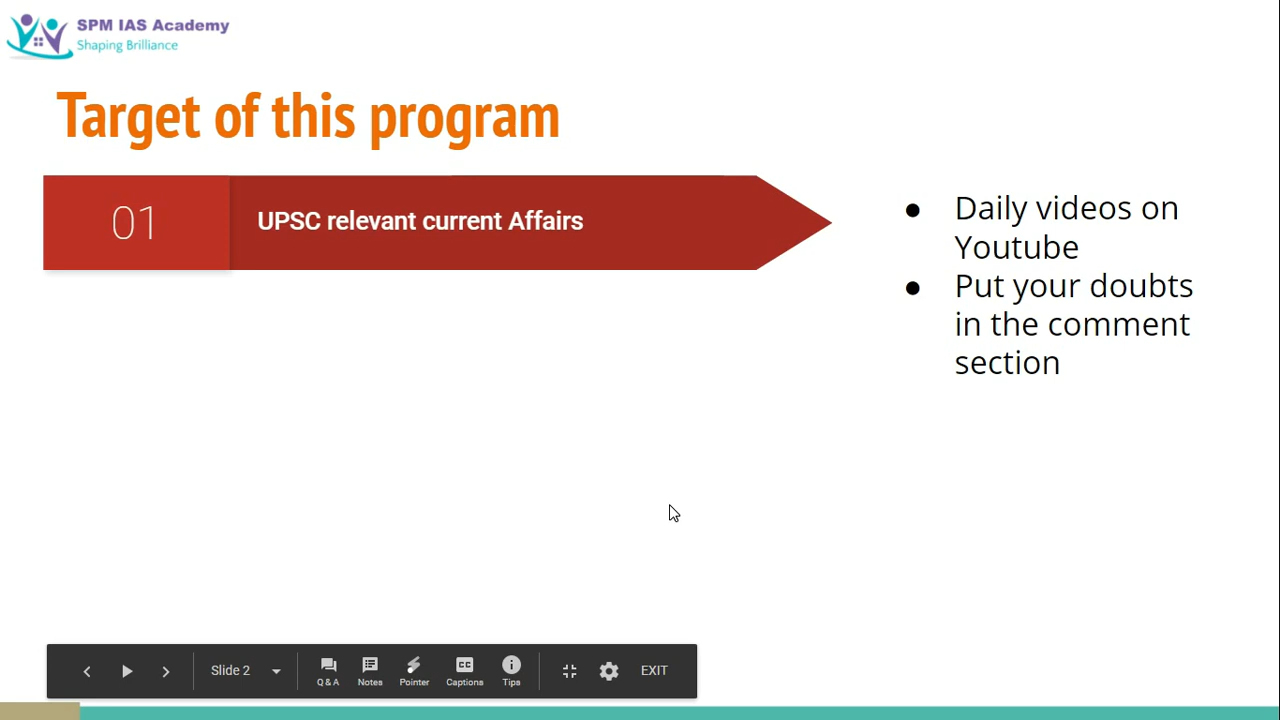 SPM IAS Academy
Shaping Brilliance
Target of this program
01
UPSC relevant current Affairs
● Daily videos on
Youtube
● Put your doubts
in the comment
section
Slide 2
Q & A
Notes
Pointer
CC
Captions
Tips
EXIT